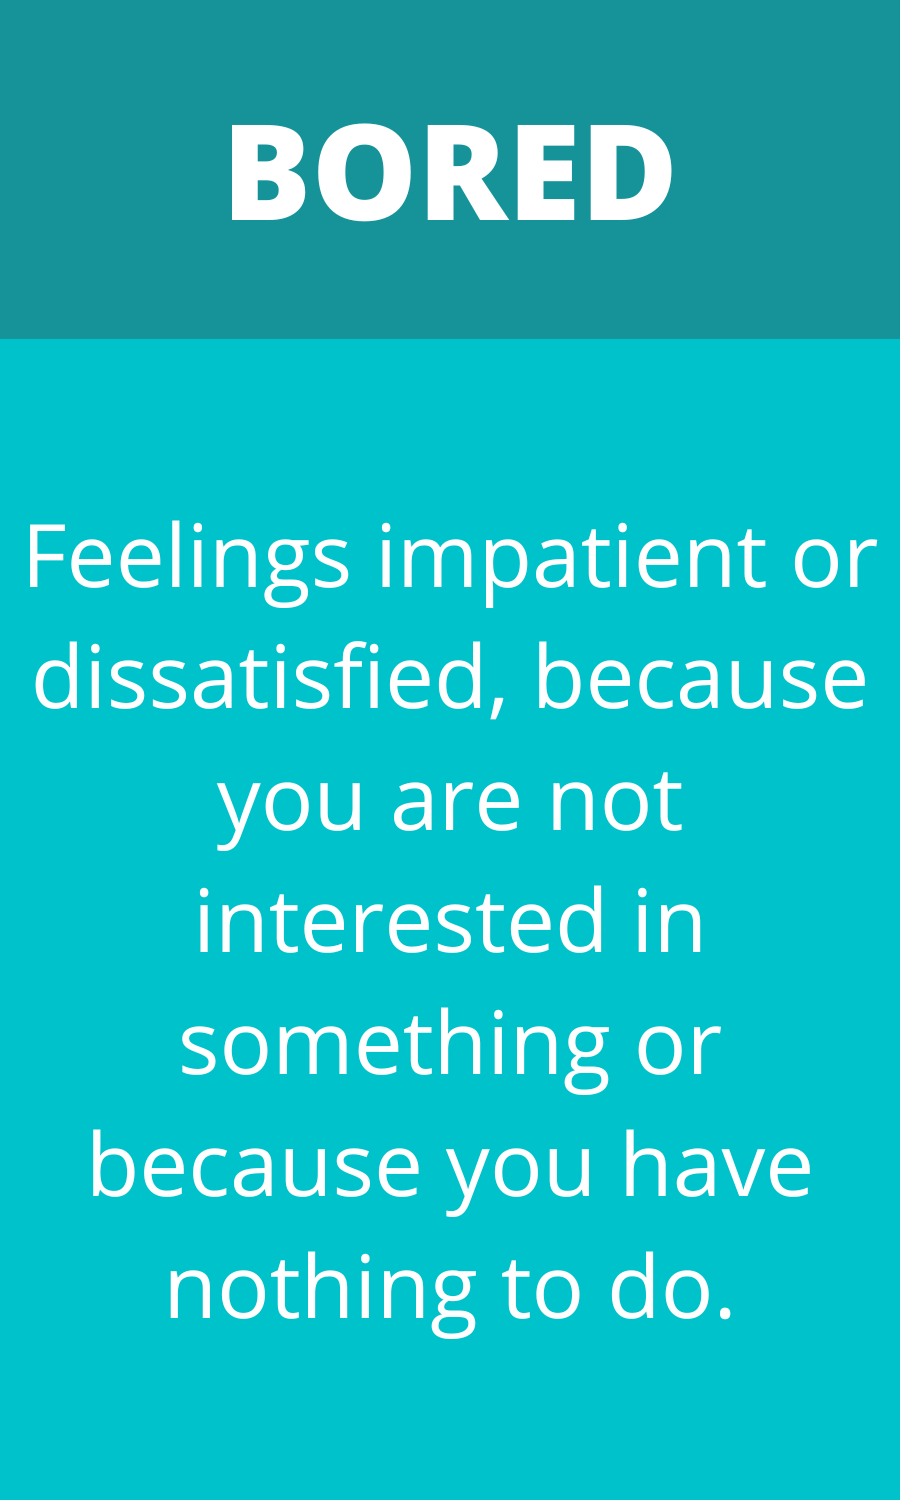 BORED
Feelings impatient or
dissatisfied, because
you are not
interested in
something or
because you have
nothing to do.